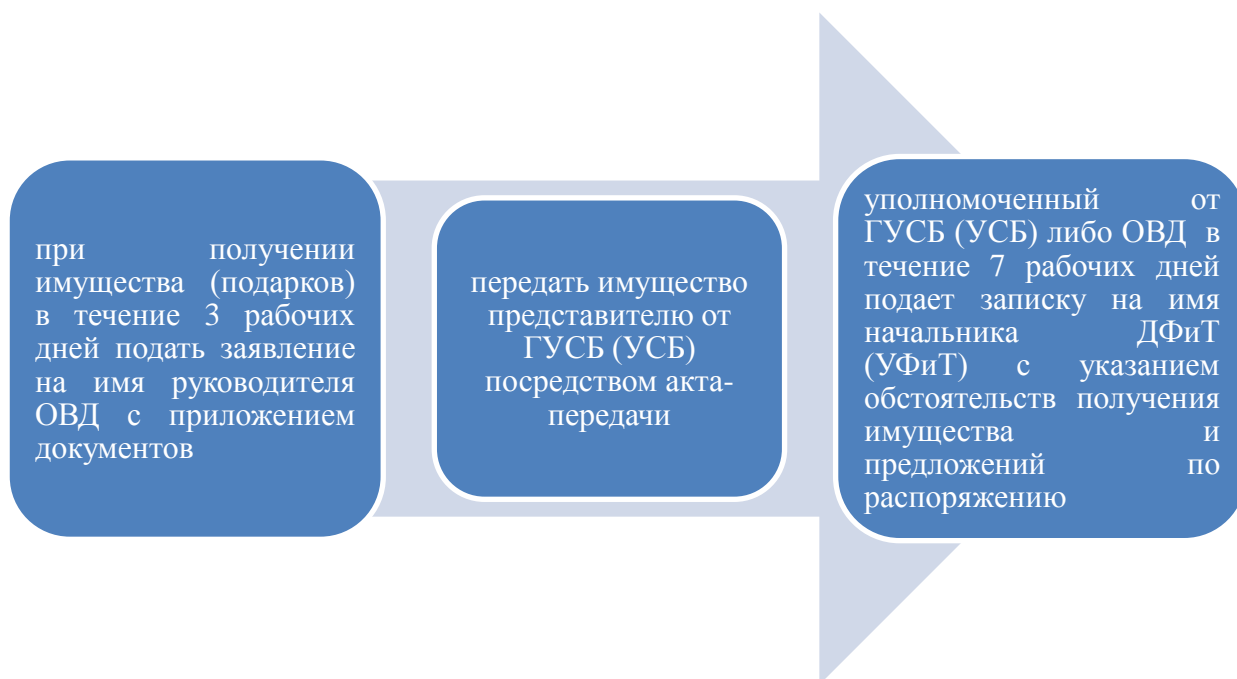 при получении
имущества (подарков)
в течение 3 рабочих
дней подать заявление
на имя руководителя
ОВД с приложением
документов
передать имущество
представителю от
ГУСБ (УСБ)
посредством акта-
передачи
уполномоченный от
ГУСБ (УСБ) либо ОВД в
течение 7 рабочих дней
подает записку на имя
начальника ДФиТ
(УФиТ) с указанием
обстоятельств получения
имущества и
предложений по
распоряжению